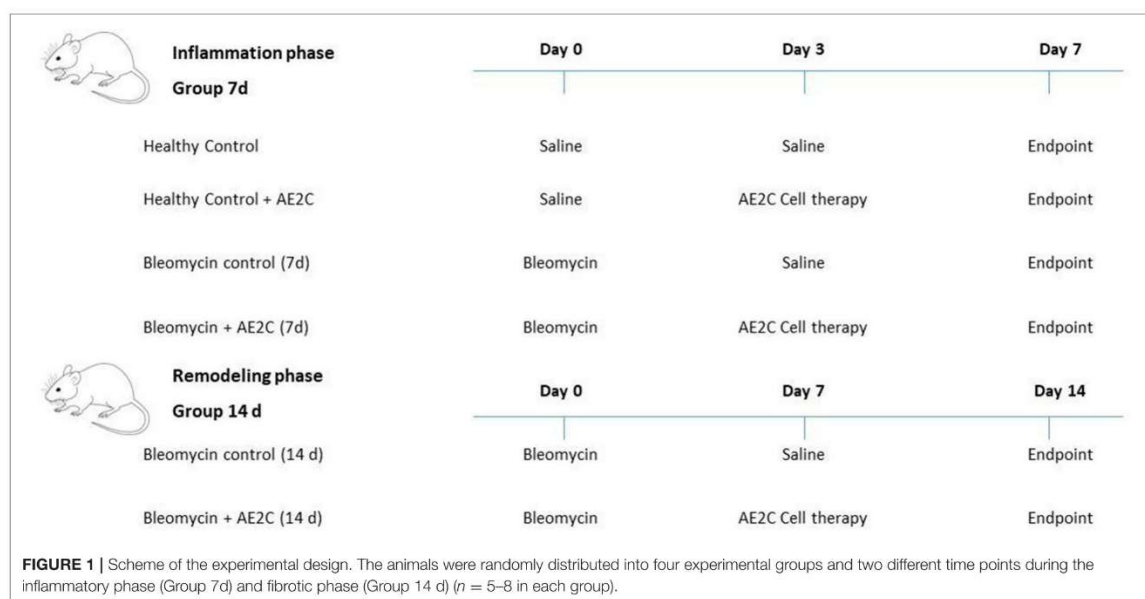 Inflammation phase Day 0 Day 3 Day 7
Group 7d
Healthy Control Saline Saline Endpoint
Healthy Control + AE2C Saline AE2C Cell therapy Endpoint
Bleomycin control (7d) Bleomycin Saline Endpoint
Bleomycin + AE2C (7d) Bleomycin AE2C Cell therapy Endpoint
Remodeling phase Day 0 Day 7 Day 14
Group 14 d
Bleomycin control (14 d) Bleomycin Saline Endpoint
Bleomycin + AE2C (14 d) Bleomycin AE2C Cell therapy Endpoint
FIGURE 1 | Scheme of the experimental design. The animals were randomly distributed into four experimental groups and two different time points during the
inflammatory phase (Group 7d) and fibrotic phase (Group 14 d) (n = 5–8 in each group).